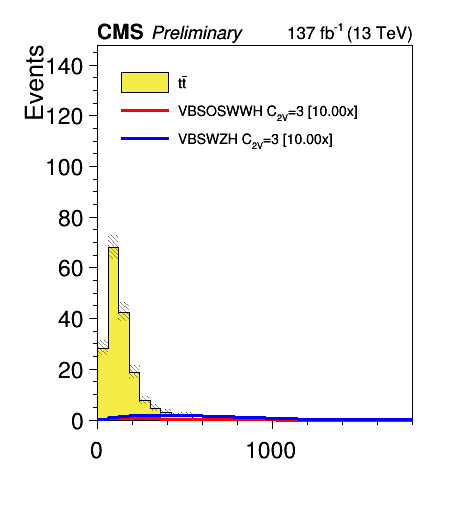 CMS Preliminary 137 fb⁻¹ (13 TeV)
Events
140
120
100
80
60
40
20
0
tt̄
VBSOSWWH C₂ᵥ=3 [10.00x]
VBSWZH C₂ᵥ=3 [10.00x]
0 1000